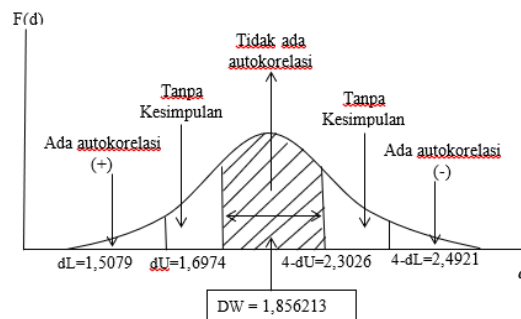 F(d)
Tidak ada
autokorelasi
Tanpa
Kesimpulan
Tanpa
Kesimpulan
Ada autokorelasi
(+)
Ada autokorelasi
(-)
dL=1,5079
dU=1,6974
4-dU=2,3026
4-dL=2,4921
DW = 1,856213